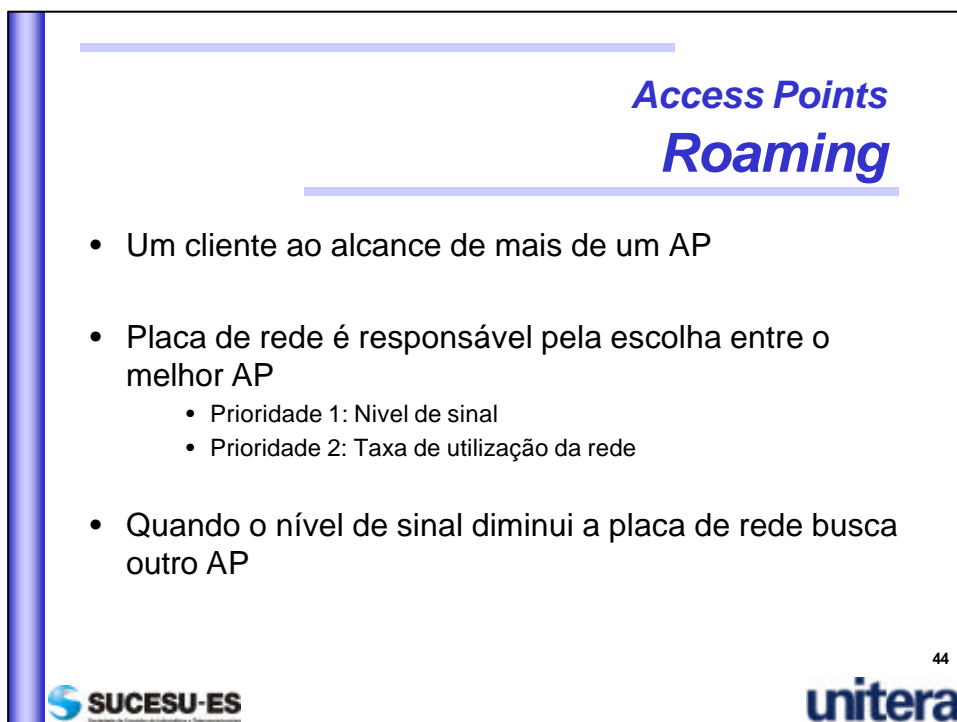 Access Points
Roaming
• Um cliente ao alcance de mais de um AP
• Placa de rede é responsável pela escolha entre o
melhor AP
• Prioridade 1: Nivel de sinal
• Prioridade 2: Taxa de utilização da rede
• Quando o nível de sinal diminui a placa de rede busca
outro AP
44
SUCESU-ES
unitera